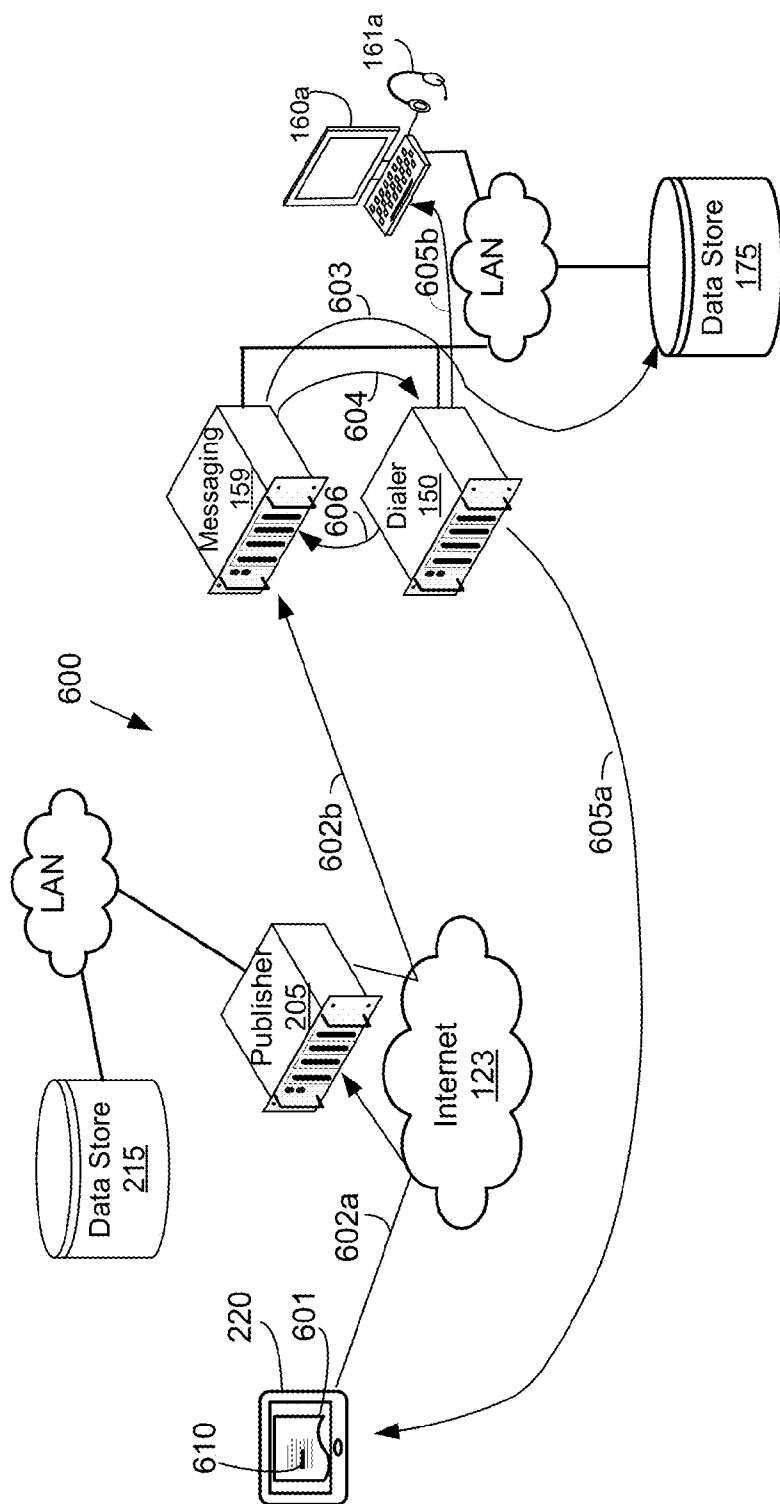 600
610
220
601
602a
Data Store
215
LAN
Publisher
205
Internet
123
602b
605a
Messaging
159
606
604
603
Dialer
150
605b
160a
161a
LAN
Data Store
175